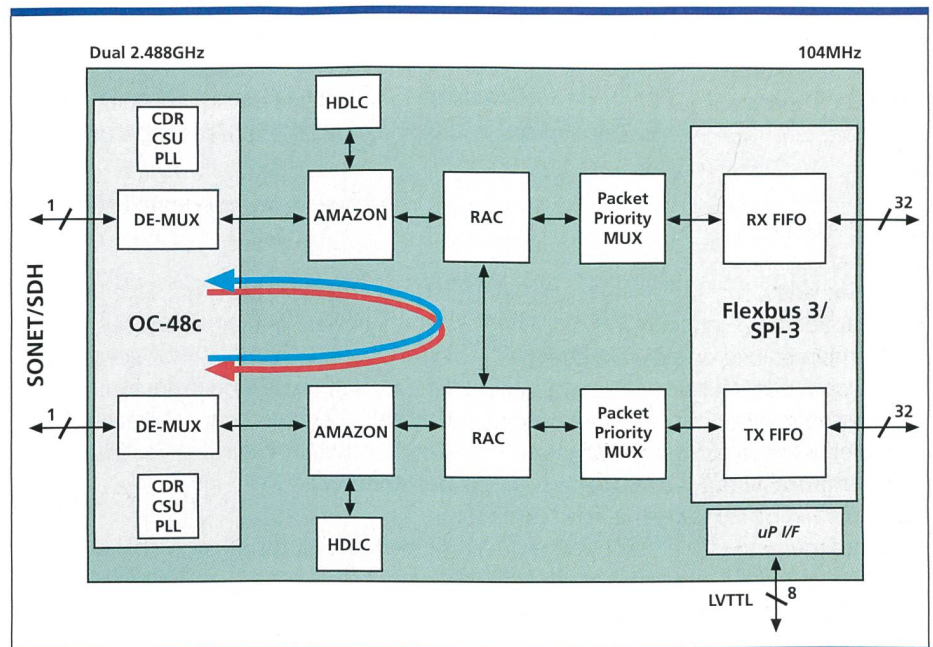 Dual 2.488GHz
104MHz
HDLC
CDR
CSU
PLL
1
DE-MUX
AMAZON
RAC
Packet
Priority
MUX
RX FIFO
32
SONET/SDH
OC-48c
Flexbus 3/
SPI-3
1
DE-MUX
AMAZON
RAC
Packet
Priority
MUX
TX FIFO
32
CDR
CSU
PLL
HDLC
uP I/F
LVTTL
8